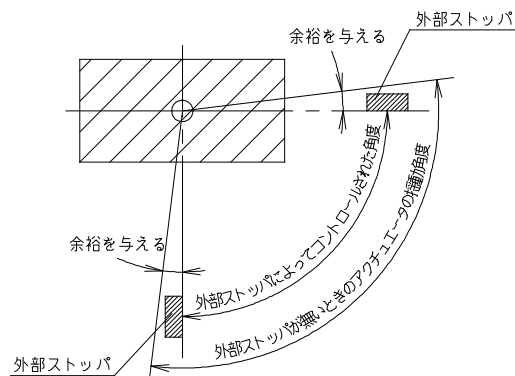 外部ストッパ
余裕を与える
余裕を与える
外部ストッパによってコントロールされた角度
外部ストッパが無いときのアクチュエータの揺動角度
外部ストッパ